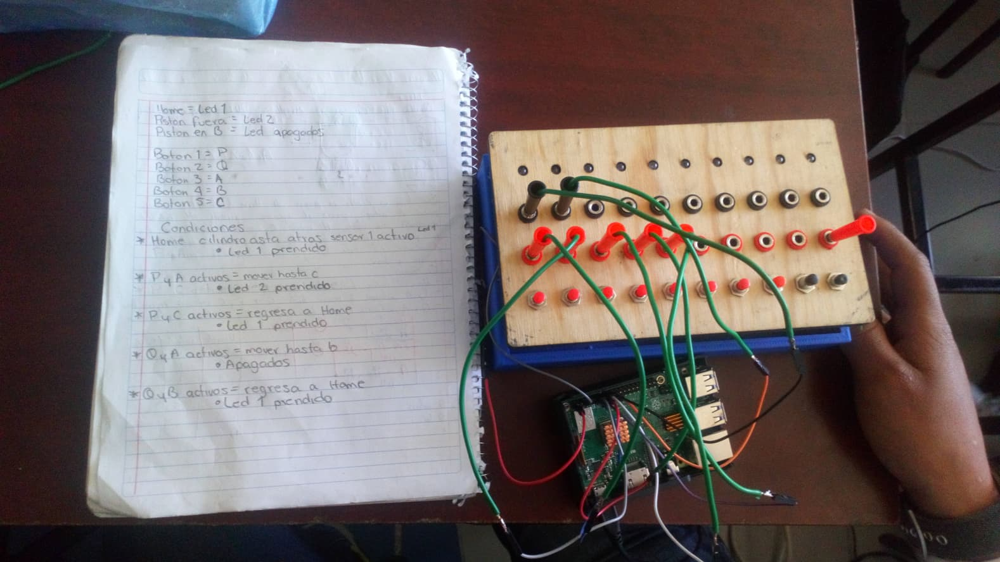 Home = Led 1
Piston fuera = Led 2
Piston en B = Led apagados
Boton 1 = P
Boton 2 = Q
Boton 3 = A
Boton 4 = B
Boton 5 = C
Condiciones
* Home cilindro asta atras sensor 1 activo Led 1
• Led 1 prendido
* P y A activos = mover hasta c
• Led 2 prendido
* P y C activos = regresa a Home
• Led 1 prendido
* Q y A activos = mover hasta b
• Apagados
* Q y B activos = regresa a Home
• Led 1 prendido